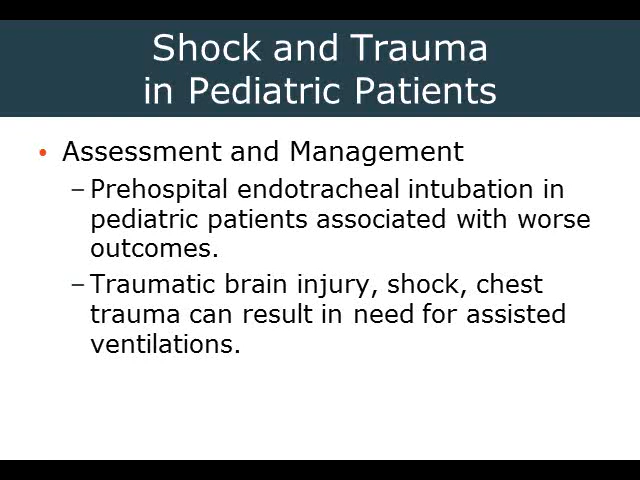 Shock and Trauma
in Pediatric Patients
• Assessment and Management
– Prehospital endotracheal intubation in
pediatric patients associated with worse
outcomes.
– Traumatic brain injury, shock, chest
trauma can result in need for assisted
ventilations.